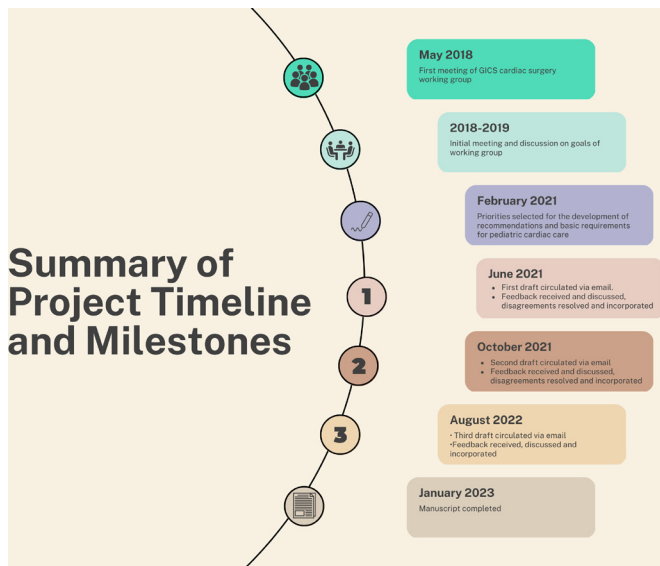 Summary of
Project Timeline
and Milestones
May 2018
First meeting of GICS cardiac surgery
working group
2018-2019
Initial meeting and discussion on goals of
working group
February 2021
Priorities selected for the development of
recommendations and basic requirements
for pediatric cardiac care
1
June 2021
• First draft circulated via email.
• Feedback received and discussed,
disagreements resolved and incorporated
2
October 2021
• Second draft circulated via email
• Feedback received and discussed,
disagreements resolved and incorporated
3
August 2022
• Third draft circulated via email
•Feedback received, discussed and
incorporated
January 2023
Manuscript completed